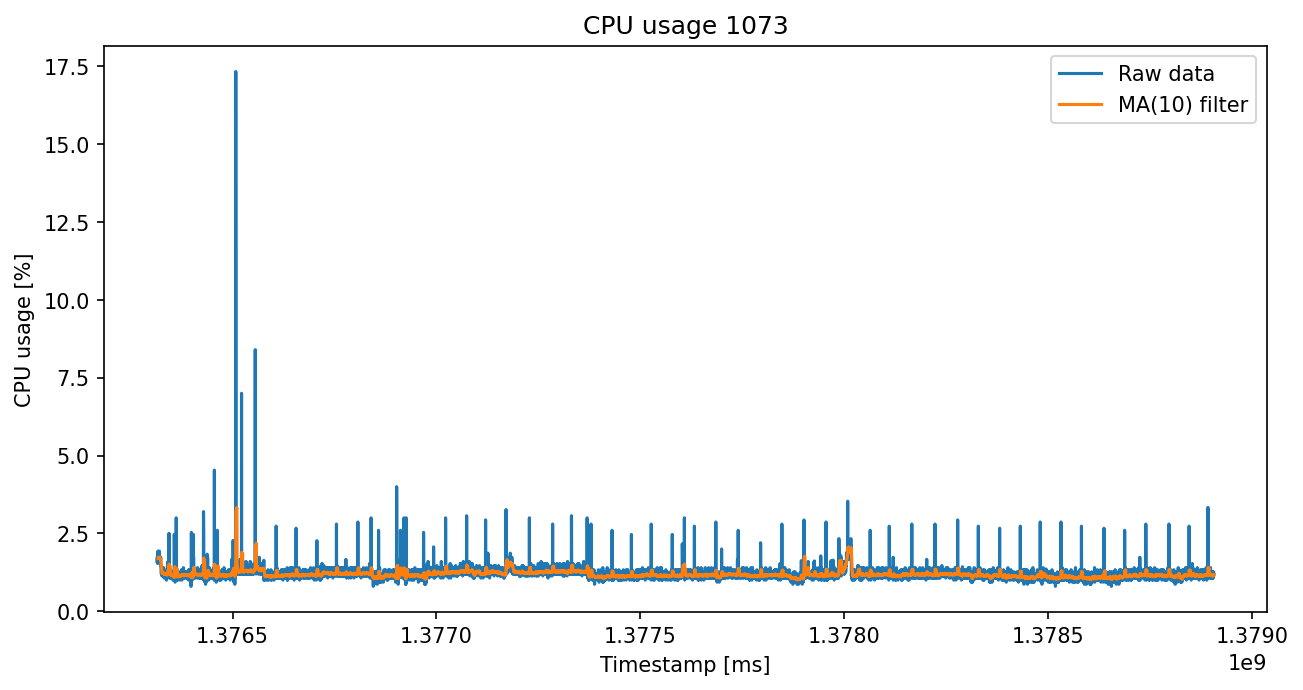 CPU usage 1073
Raw data
MA(10) filter
CPU usage [%]
17.5
15.0
12.5
10.0
7.5
5.0
2.5
0.0
1.3765 1.3770 1.3775 1.3780 1.3785 1.3790
1e9
Timestamp [ms]